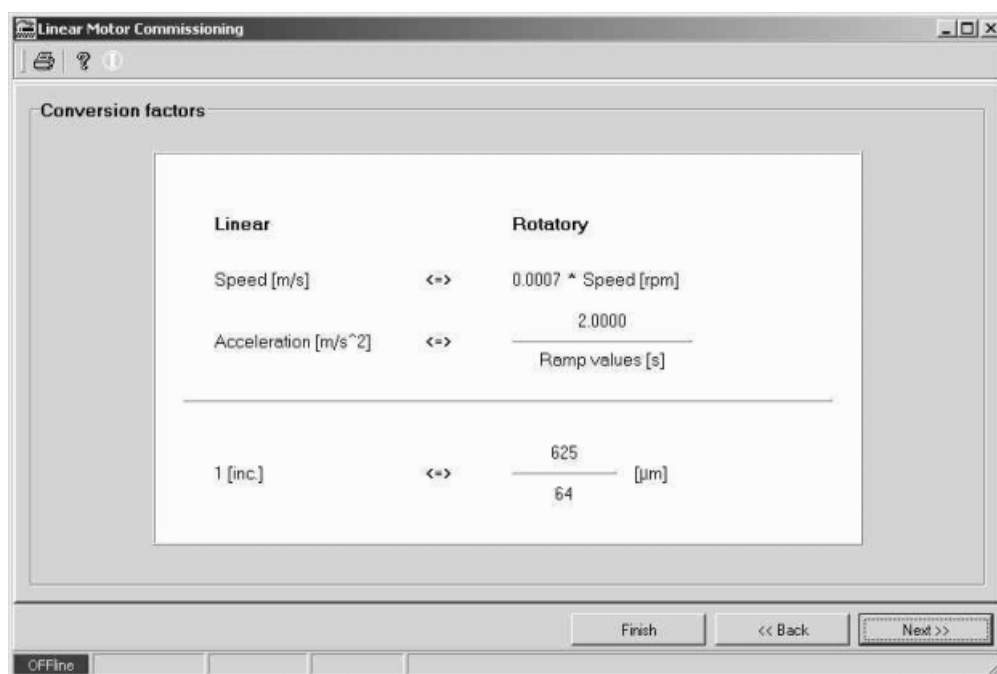 Linear Motor Commissioning
Conversion factors
Linear Rotatory
Speed [m/s] <=> 0.0007 * Speed [rpm]
2.0000
Acceleration [m/s^2] <=>
Ramp values [s]
625
1 [inc.] <=> [µm]
64
Finish << Back Next >>
OFFline